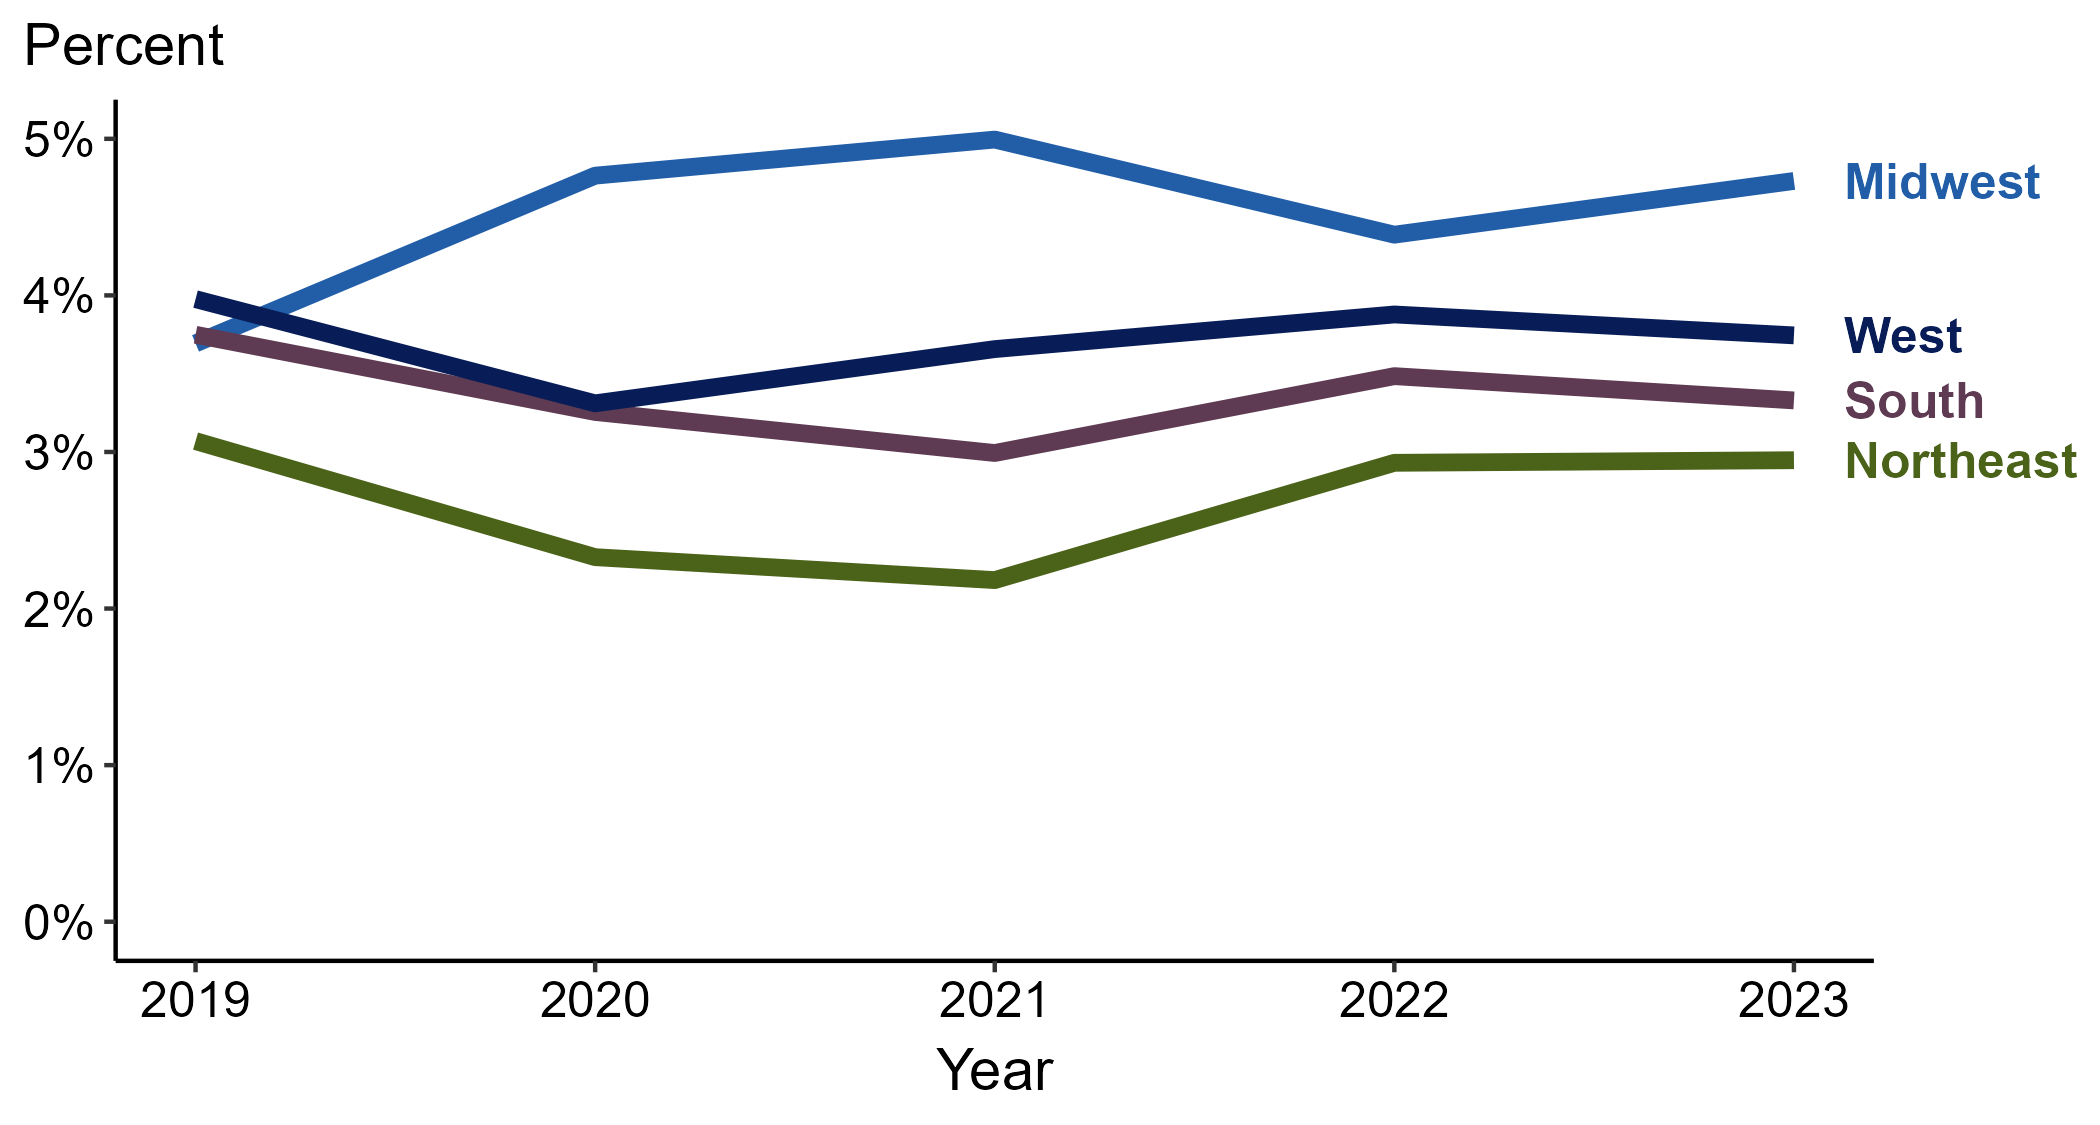 Percent
5%
4%
3%
2%
1%
0%
Midwest
West
South
Northeast
2019 2020 2021 2022 2023
Year